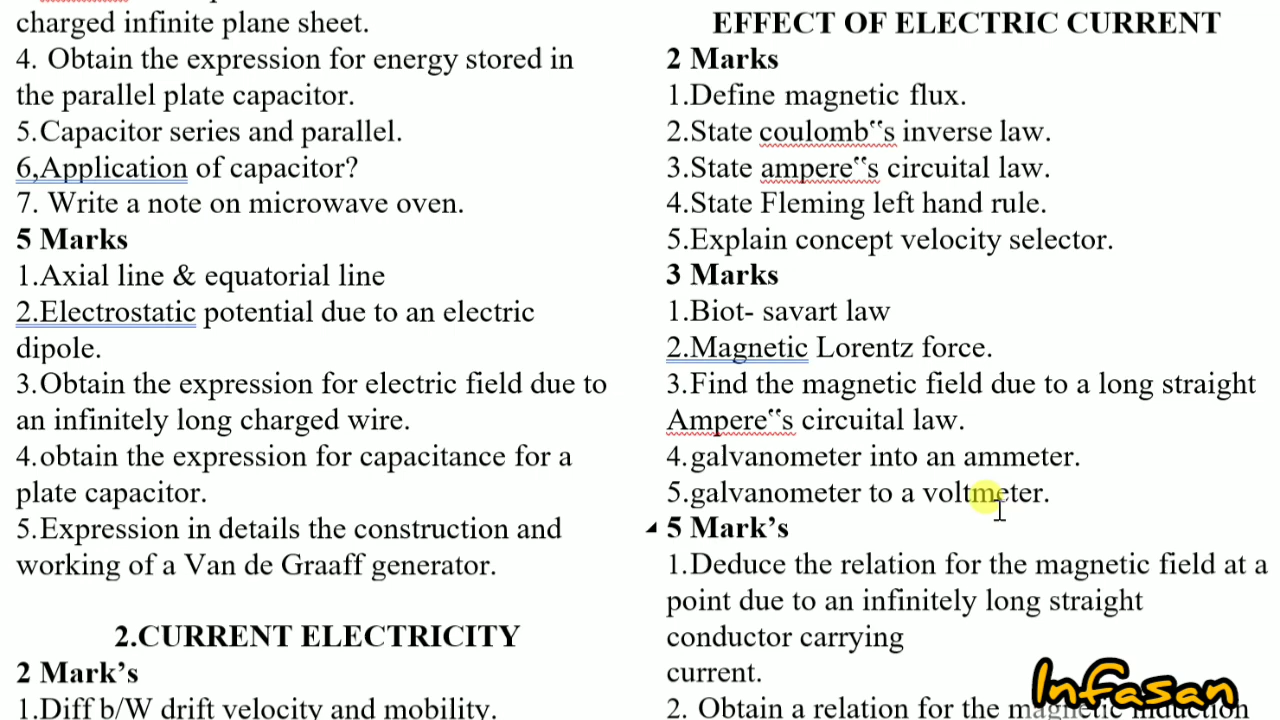 charged infinite plane sheet.
4. Obtain the expression for energy stored in
the parallel plate capacitor.
5.Capacitor series and parallel.
6,Application of capacitor?
7. Write a note on microwave oven.
5 Marks
1.Axial line & equatorial line
2.Electrostatic potential due to an electric
dipole.
3.Obtain the expression for electric field due to
an infinitely long charged wire.
4.obtain the expression for capacitance for a
plate capacitor.
5.Expression in details the construction and
working of a Van de Graaff generator.
2.CURRENT ELECTRICITY
2 Mark’s
1.Diff b/W drift velocity and mobility.
EFFECT OF ELECTRIC CURRENT
2 Marks
1.Define magnetic flux.
2.State coulomb‟s inverse law.
3.State ampere‟s circuital law.
4.State Fleming left hand rule.
5.Explain concept velocity selector.
3 Marks
1.Biot- savart law
2.Magnetic Lorentz force.
3.Find the magnetic field due to a long straight
Ampere‟s circuital law.
4.galvanometer into an ammeter.
5.galvanometer to a voltmeter.
5 Mark’s
1.Deduce the relation for the magnetic field at a
point due to an infinitely long straight
conductor carrying
current.
2. Obtain a relation for the magnetic induction
Infasan